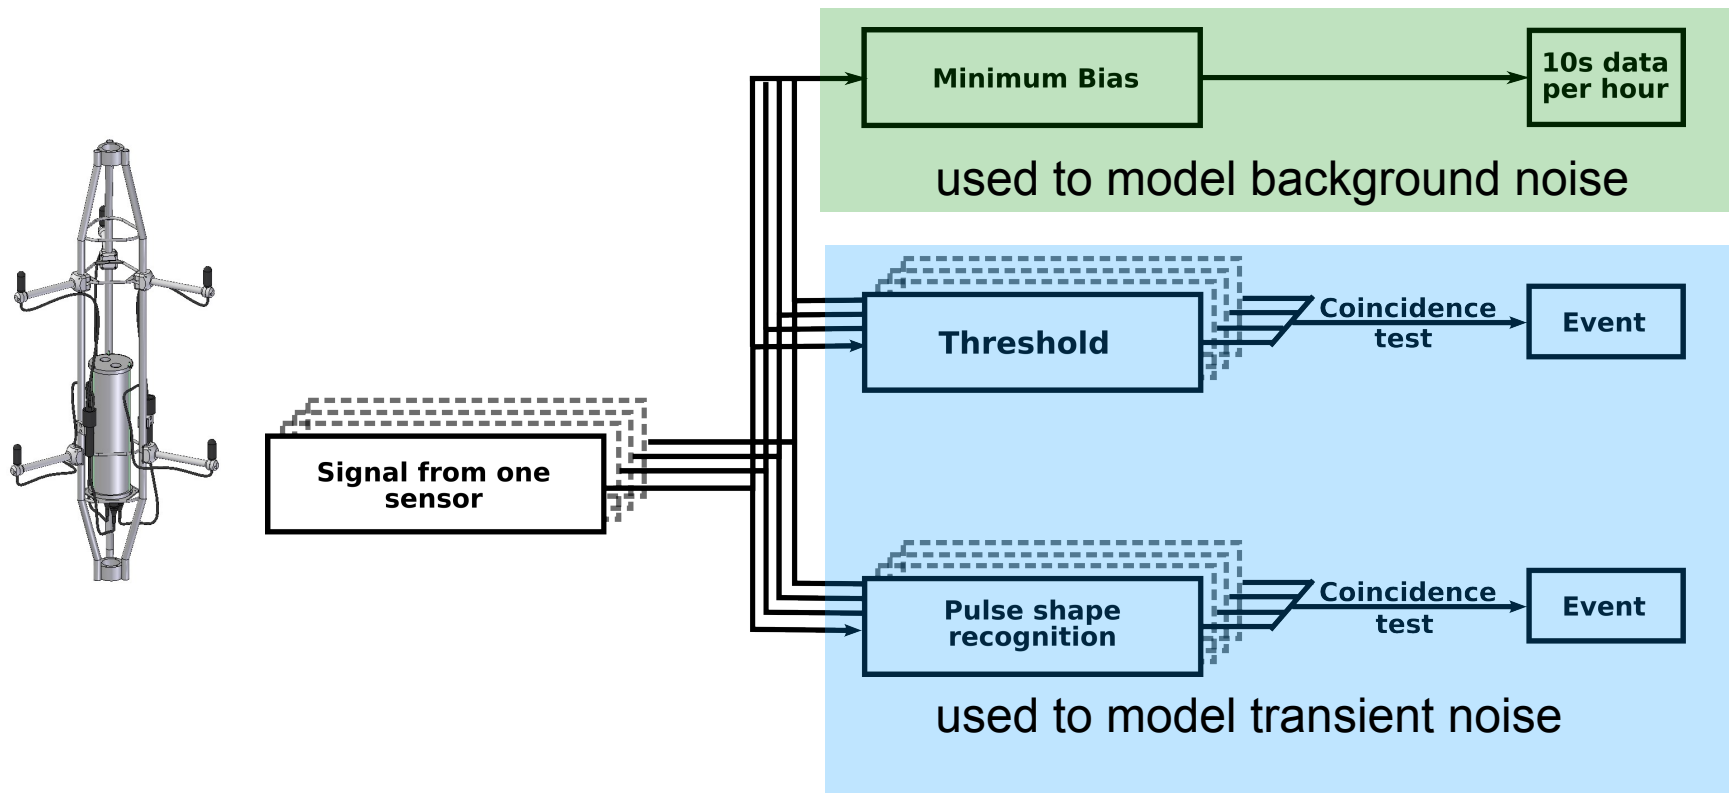 Minimum Bias
10s data
per hour
used to model background noise
Threshold
Coincidence
test
Event
Signal from one
sensor
Pulse shape
recognition
Coincidence
test
Event
used to model transient noise